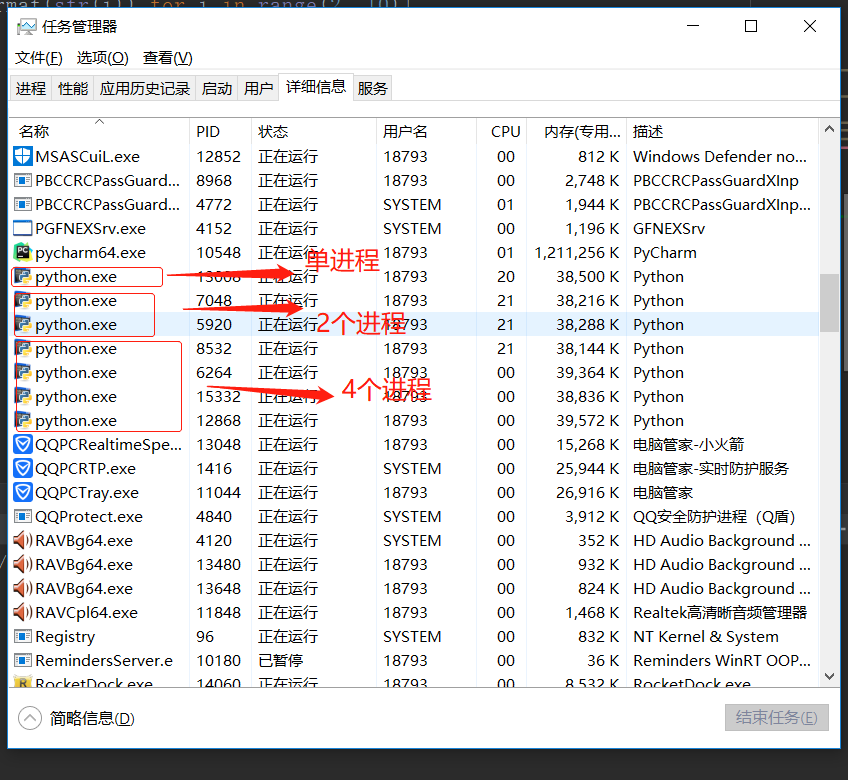 rmat(str(i)) for i in range(2, 10)]
任务管理器
文件(F) 选项(O) 查看(V)
进程 性能 应用历史记录 启动 用户 详细信息 服务
名称 PID 状态 用户名 CPU 内存(专用... 描述
MSASCuiL.exe 12852 正在运行 18793 00 812 K Windows Defender no...
PBCCRCPassGuard... 8968 正在运行 18793 00 2,748 K PBCCRCPassGuardXInp
PBCCRCPassGuard... 4772 正在运行 SYSTEM 01 1,944 K PBCCRCPassGuardXInp...
PGFNEXSrv.exe 4152 正在运行 SYSTEM 00 1,196 K GFNEXSrv
pycharm64.exe 10548 正在运行 18793 01 1,211,256 K PyCharm
单进程
python.exe 13008 正在运行 18793 20 38,500 K Python
python.exe 7048 正在运行 18793 21 38,216 K Python
2个进程
python.exe 5920 正在运行 18793 21 38,288 K Python
python.exe 8532 正在运行 18793 21 38,144 K Python
python.exe 6264 正在运行 18793 00 39,364 K Python
4个进程
python.exe 15332 正在运行 18793 00 38,836 K Python
python.exe 12868 正在运行 18793 00 39,572 K Python
QQPCRealtimeSpe... 13048 正在运行 18793 00 15,268 K 电脑管家-小火箭
QQPCRTP.exe 1416 正在运行 SYSTEM 00 25,944 K 电脑管家-实时防护服务
QQPCTray.exe 11044 正在运行 18793 00 26,916 K 电脑管家
QQProtect.exe 4840 正在运行 SYSTEM 00 3,912 K QQ安全防护进程（Q盾）
RAVBg64.exe 4120 正在运行 SYSTEM 00 352 K HD Audio Background ...
RAVBg64.exe 13480 正在运行 18793 00 932 K HD Audio Background ...
RAVBg64.exe 13648 正在运行 18793 00 824 K HD Audio Background ...
RAVCpl64.exe 11848 正在运行 18793 00 1,468 K Realtek高清晰音频管理器
Registry 96 正在运行 SYSTEM 00 832 K NT Kernel & System
RemindersServer.e 10180 已暂停 18793 00 36 K Reminders WinRT OOP...
RocketDock.exe 14060 正在运行 18793 00 8,532 K RocketDock.exe
简略信息(D) 结束任务(E)